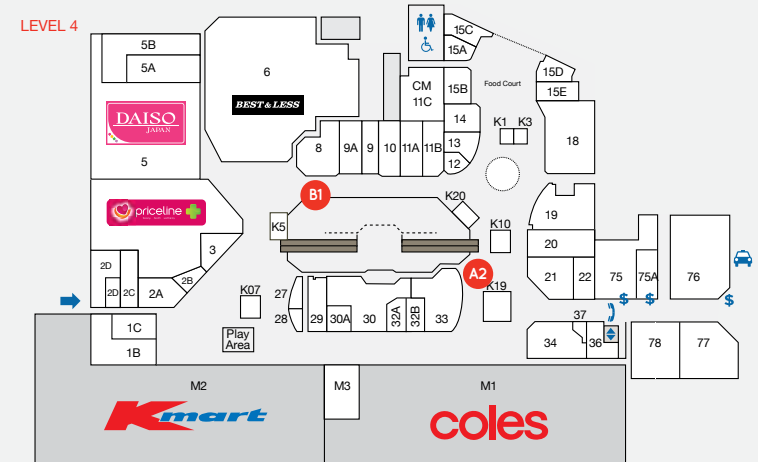 LEVEL 4
5B
5A
DAISO
JAPAN
5
6
BEST & LESS
CM
11C
15B
15C
15A
Food Court
15D
15E
K1
K3
18
14
13
12
8
9A
9
10
11A
11B
priceline
3
2D
2D
2C
2A
2B
B1
K5
K20
K10
A2
K19
19
20
21
22
75
75A
76
$
$
$
K07
Play
Area
27
28
29
30A
30
32A
32B
33
37
34
36
78
77
1C
1B
M2
Kmart
M3
M1
coles